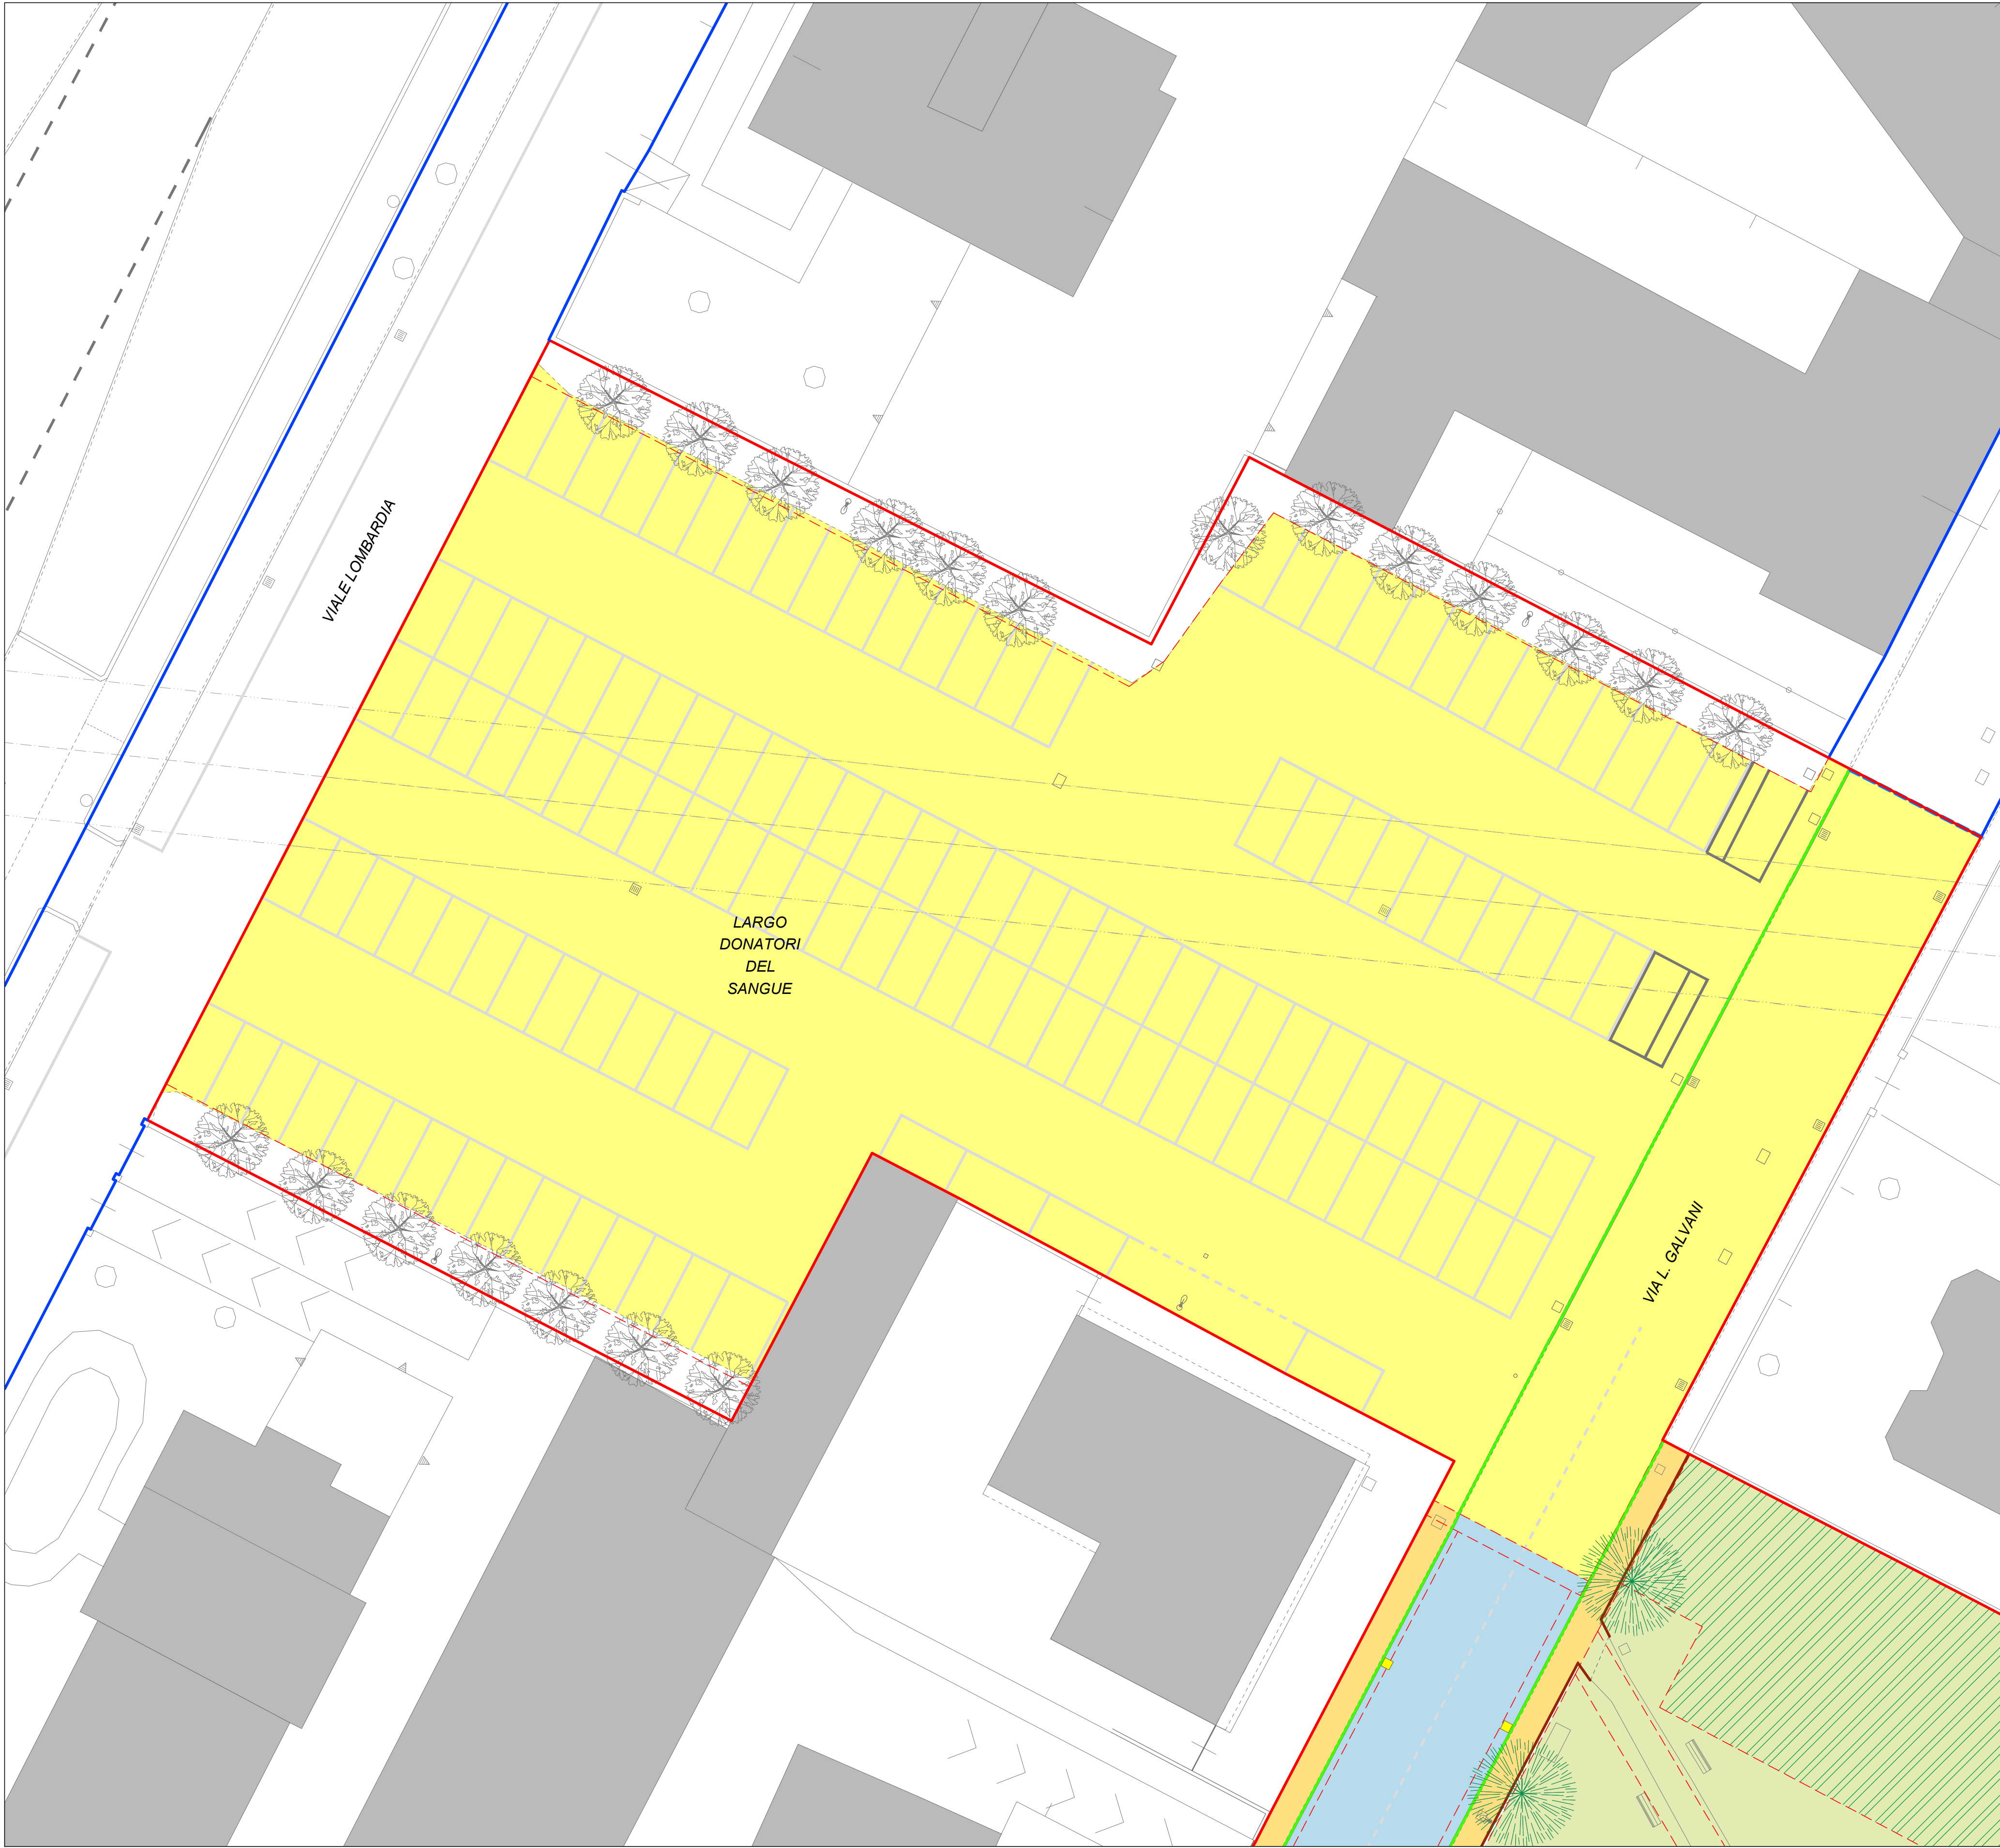 VIALE LOMBARDIA
LARGO
DONATORI
DEL
SANGUE
VIA L. GALVANI